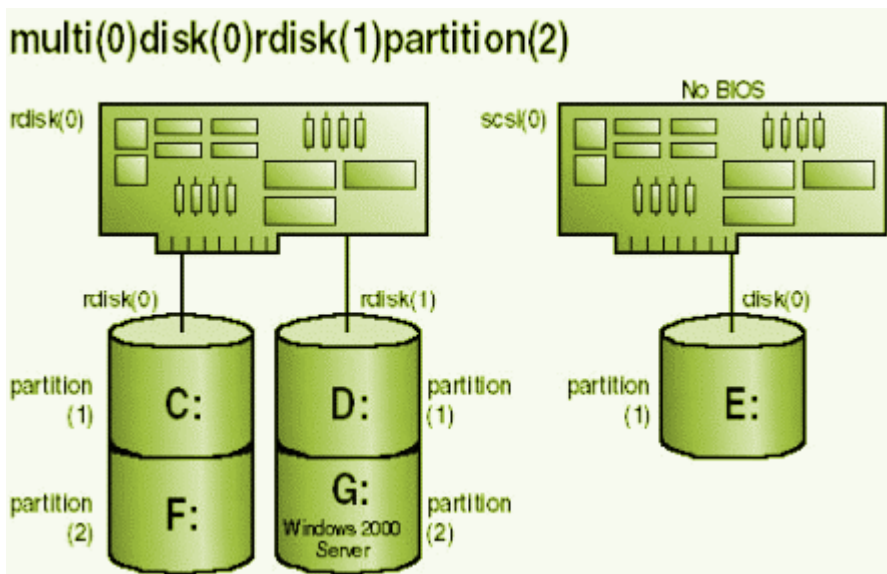 multi(0)disk(0)rdisk(1)partition(2)
No BIOS
rdisk(0)
scsi(0)
rdisk(0)
rdisk(1)
disk(0)
partition
(1)
C:
D:
partition
(1)
partition
(1)
E:
partition
(2)
F:
G:
Windows 2000
Server
partition
(2)